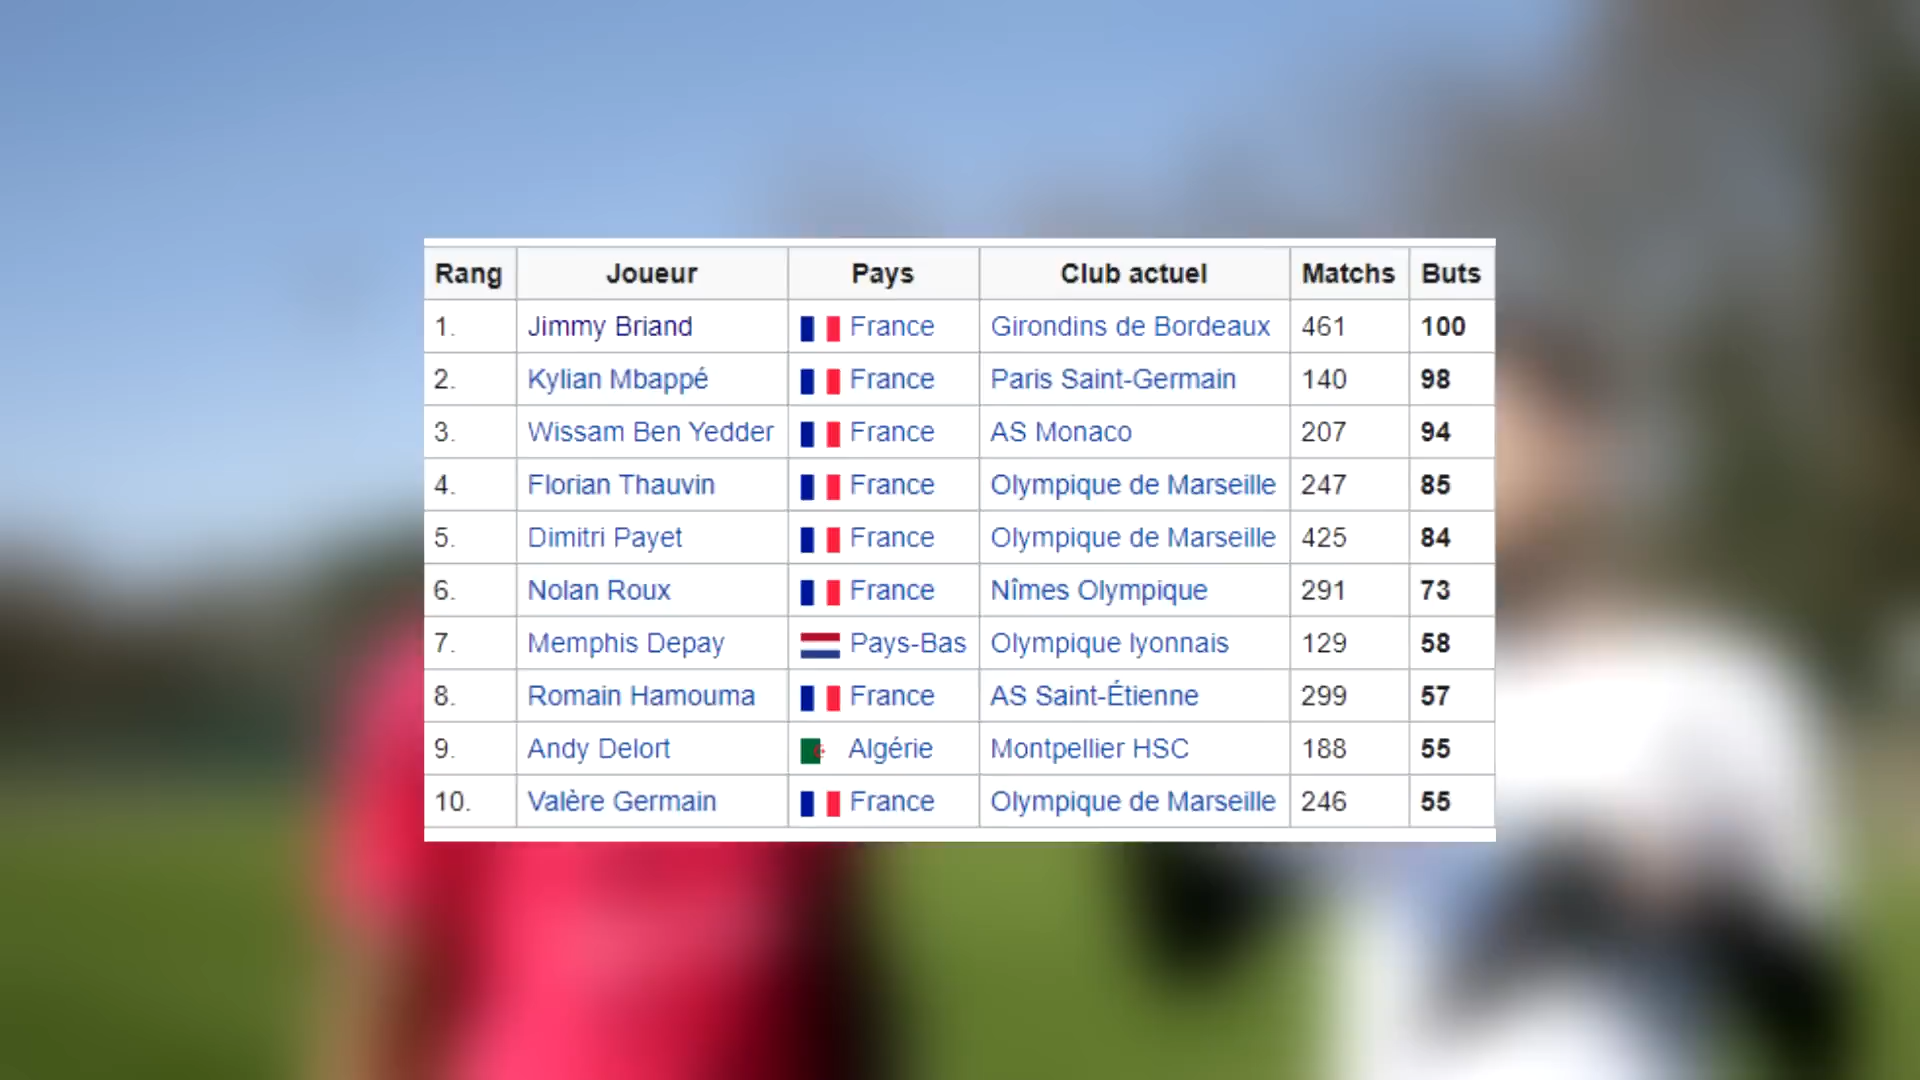 Rang Joueur Pays Club actuel Matchs Buts
1. Jimmy Briand France Girondins de Bordeaux 461 100
2. Kylian Mbappé France Paris Saint-Germain 140 98
3. Wissam Ben Yedder France AS Monaco 207 94
4. Florian Thauvin France Olympique de Marseille 247 85
5. Dimitri Payet France Olympique de Marseille 425 84
6. Nolan Roux France Nîmes Olympique 291 73
7. Memphis Depay Pays-Bas Olympique lyonnais 129 58
8. Romain Hamouma France AS Saint-Étienne 299 57
9. Andy Delort Algérie Montpellier HSC 188 55
10. Valère Germain France Olympique de Marseille 246 55